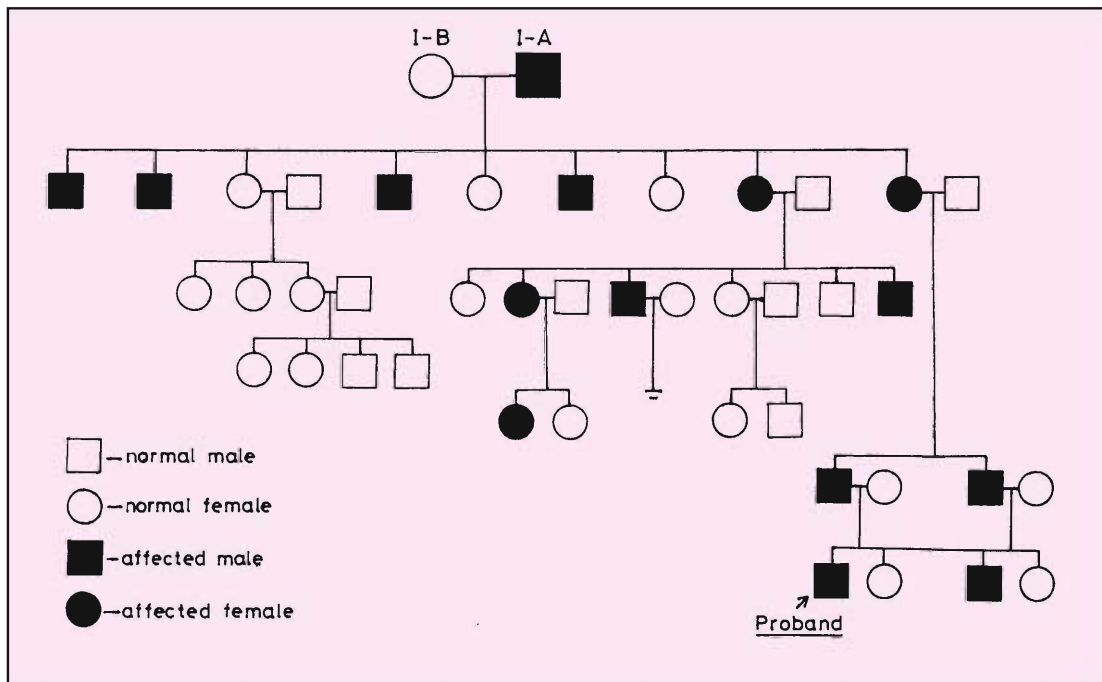 I-B I-A
□–normal male
○–normal female
■–affected male
●–affected female
Proband